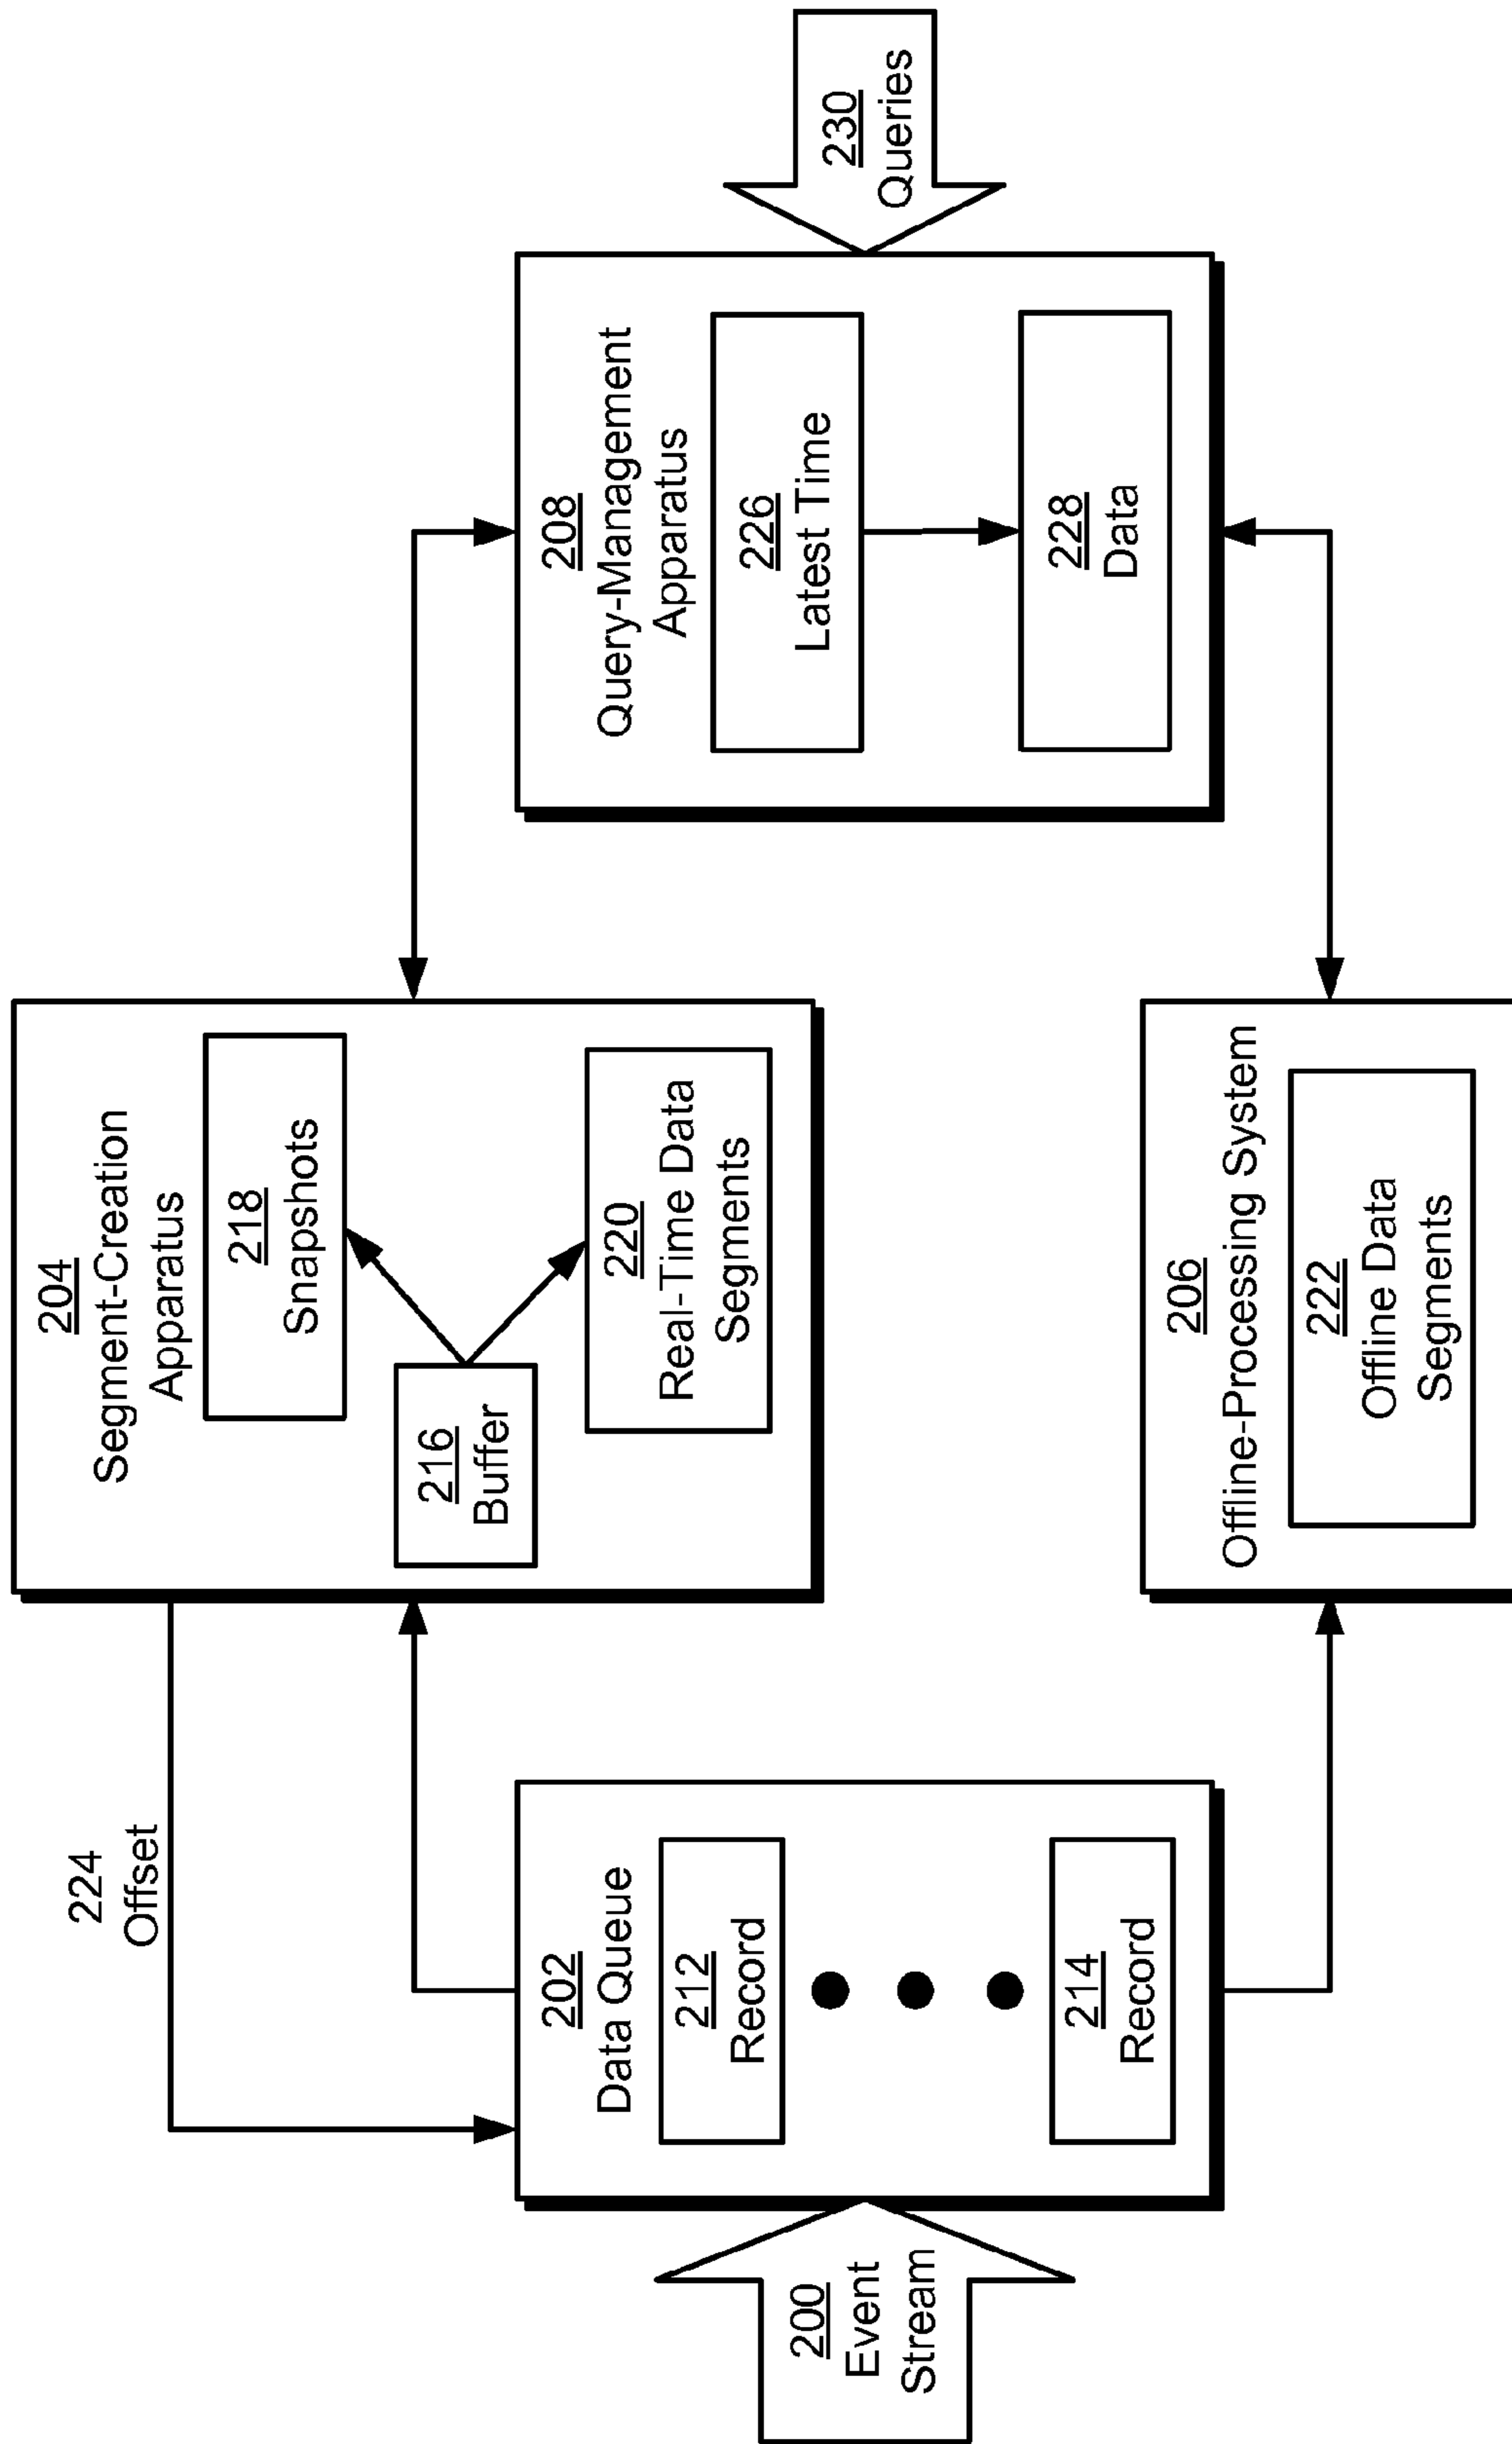 224
Offset
204
Segment-Creation
Apparatus
218
Snapshots
216
Buffer
220
Real-Time Data
Segments
200
Event
Stream
202
Data Queue
212
Record
214
Record
208
Query-Management
Apparatus
226
Latest Time
228
Data
230
Queries
206
Offline-Processing System
222
Offline Data
Segments